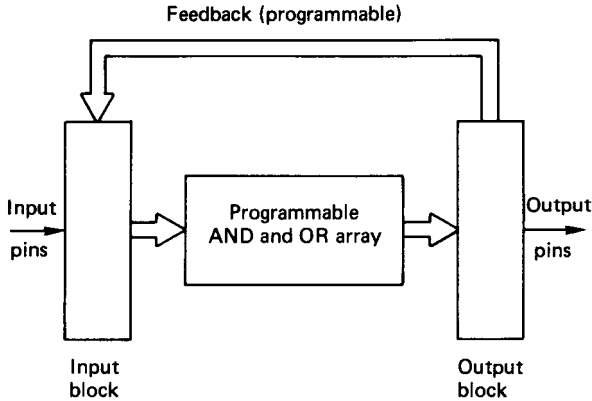 Feedback (programmable)
Input
pins
Programmable
AND and OR array
Output
pins
Input
block
Output
block